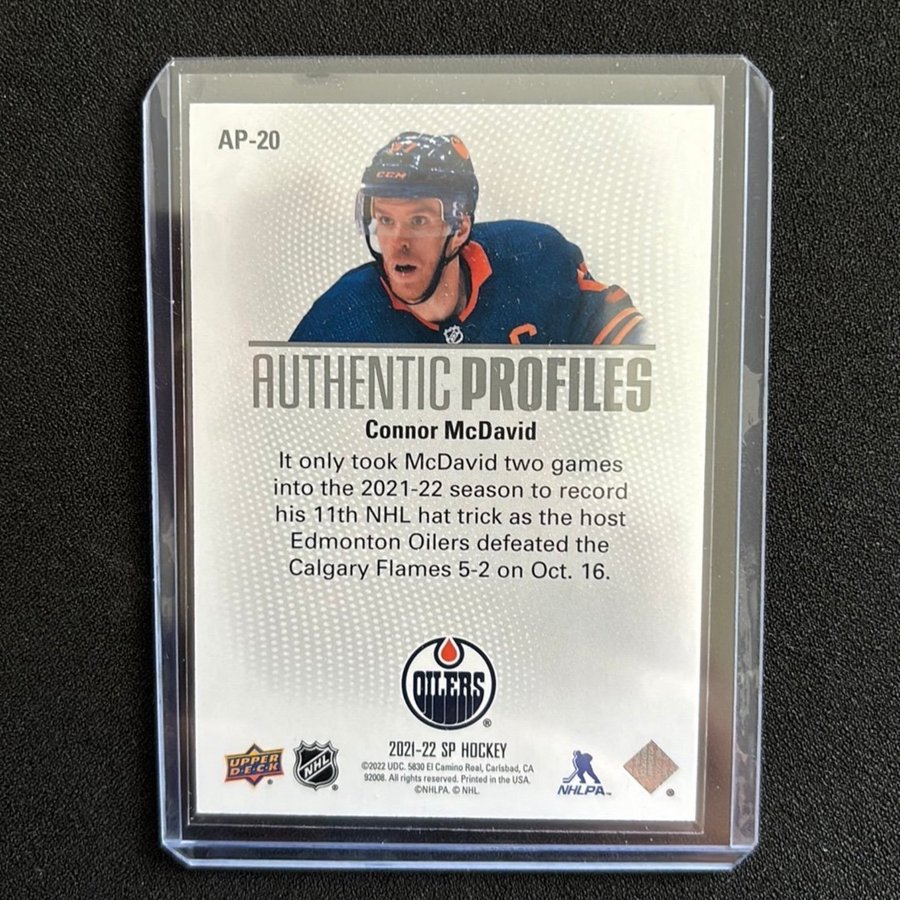 AP-20
CCM
C
AUTHENTIC PROFILES
Connor McDavid
It only took McDavid two games
into the 2021-22 season to record
his 11th NHL hat trick as the host
Edmonton Oilers defeated the
Calgary Flames 5-2 on Oct. 16.
OILERS
®
2021-22 SP HOCKEY
UPPER DECK ®
NHL ®
©2022 UDC. 5830 El Camino Real, Carlsbad, CA
92008. All rights reserved. Printed in the USA.
©NHLPA. © NHL.
NHLPA™
®